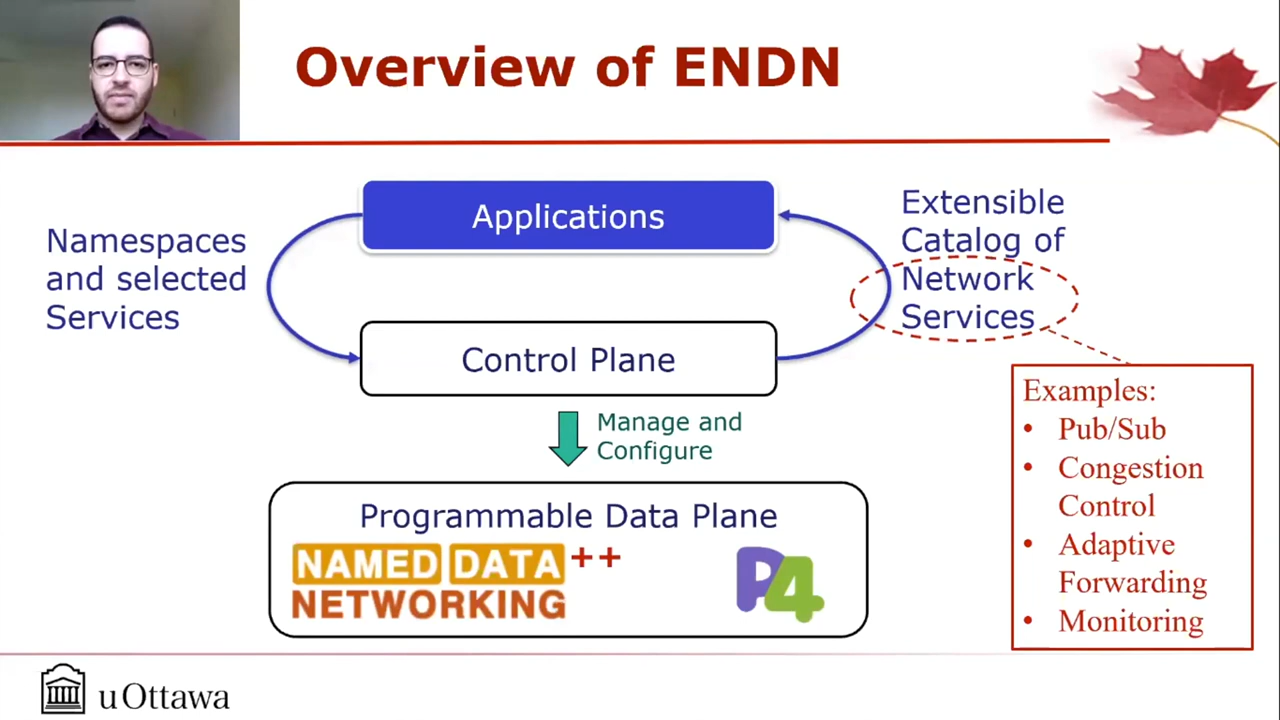 Overview of ENDN
Applications
Namespaces
and selected
Services
Extensible
Catalog of
Network
Services
Control Plane
Manage and
Configure
Programmable Data Plane
NAMED DATA ++
NETWORKING
P4
Examples:
• Pub/Sub
• Congestion
Control
• Adaptive
Forwarding
• Monitoring
uOttawa